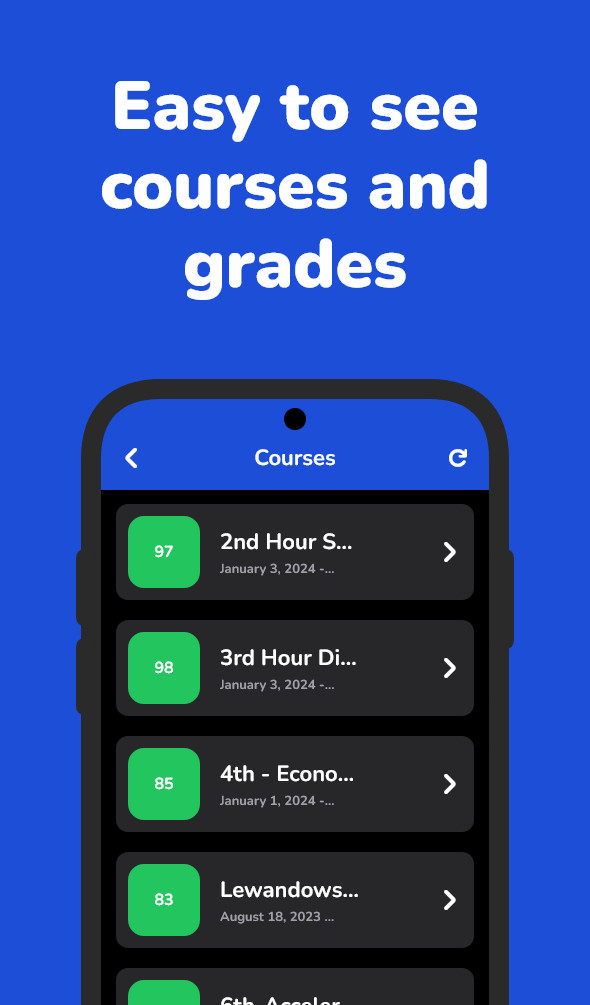 Easy to see
courses and
grades
Courses
97
2nd Hour S...
January 3, 2024 -...
98
3rd Hour Di...
January 3, 2024 -...
85
4th - Econo...
January 1, 2024 -...
83
Lewandows...
August 18, 2023 ...
6th-Acceler...